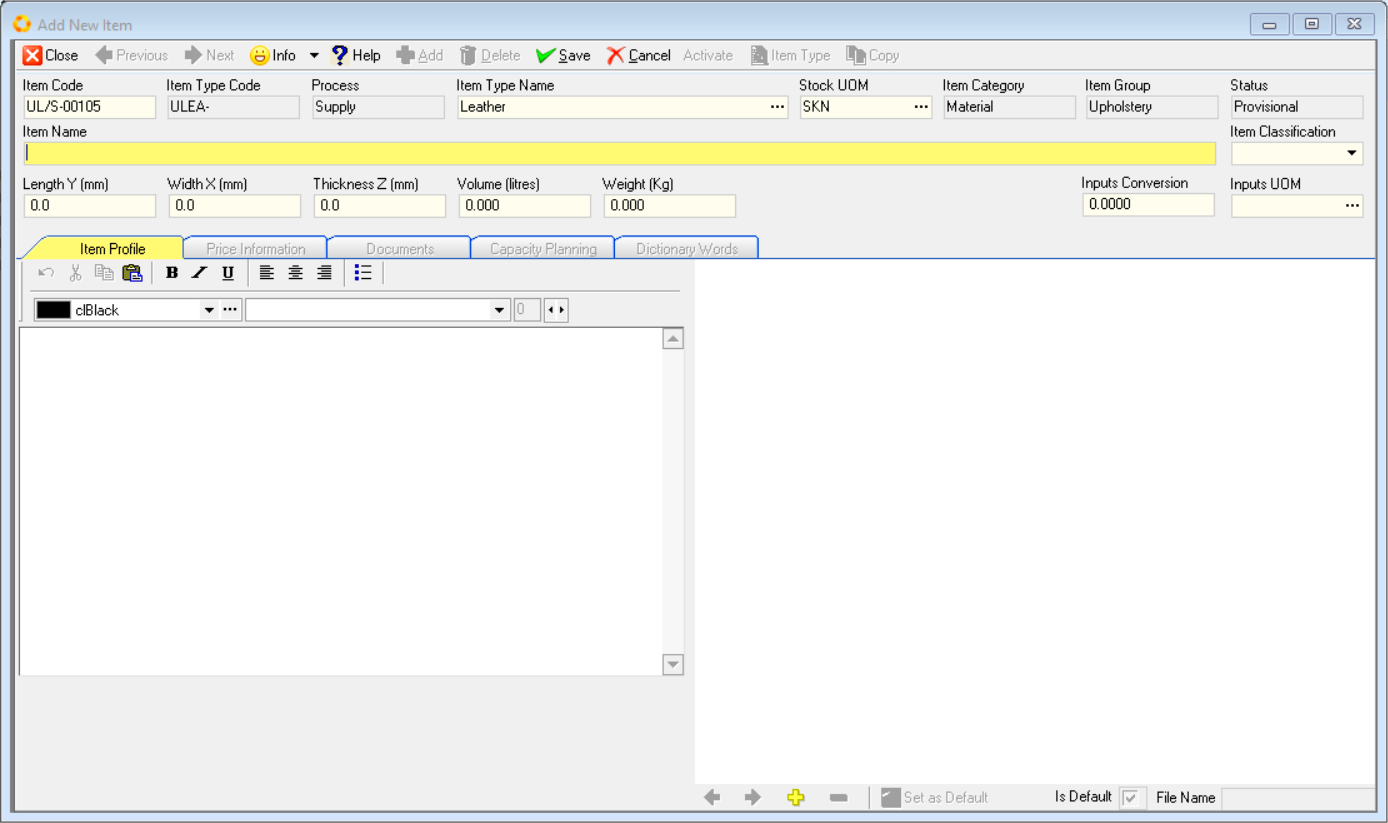 Add New Item
Close Previous Next Info Help Add Delete Save Cancel Activate Item Type Copy
Item Code Item Type Code Process Item Type Name Stock UOM Item Category Item Group Status
UL/S-00105 ULEA- Supply Leather ... SKN ... Material Upholstery Provisional
Item Name Item Classification
Length Y (mm) Width X (mm) Thickness Z (mm) Volume (litres) Weight (Kg) Inputs Conversion Inputs UOM
0.0 0.0 0.0 0.000 0.000 0.0000 ...
Item Profile Price Information Documents Capacity Planning Dictionary Words
B I U
clBlack ... 0
Set as Default Is Default File Name